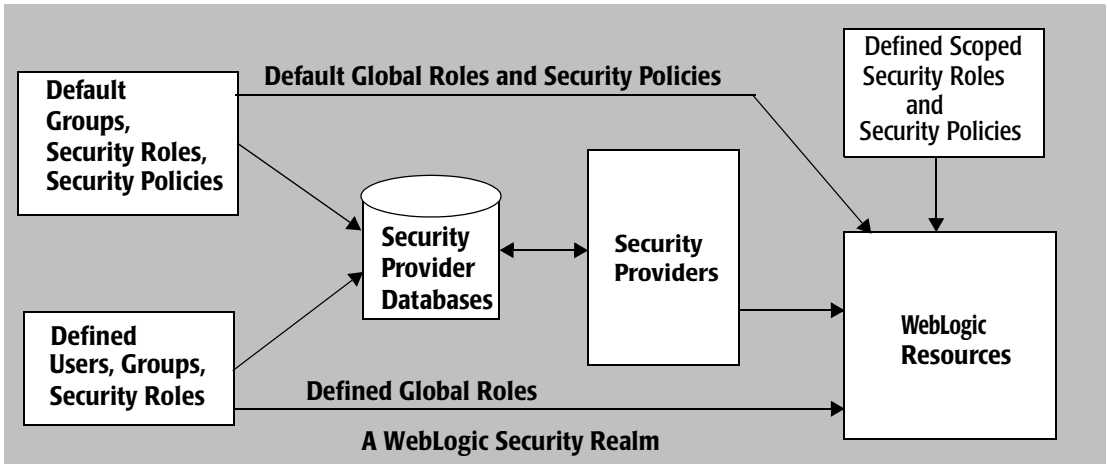 Default
Groups,
Security Roles,
Security Policies
Default Global Roles and Security Policies
Defined Scoped
Security Roles
and
Security Policies
Security
Provider
Databases
Security
Providers
WebLogic
Resources
Defined
Users, Groups,
Security Roles
Defined Global Roles
A WebLogic Security Realm